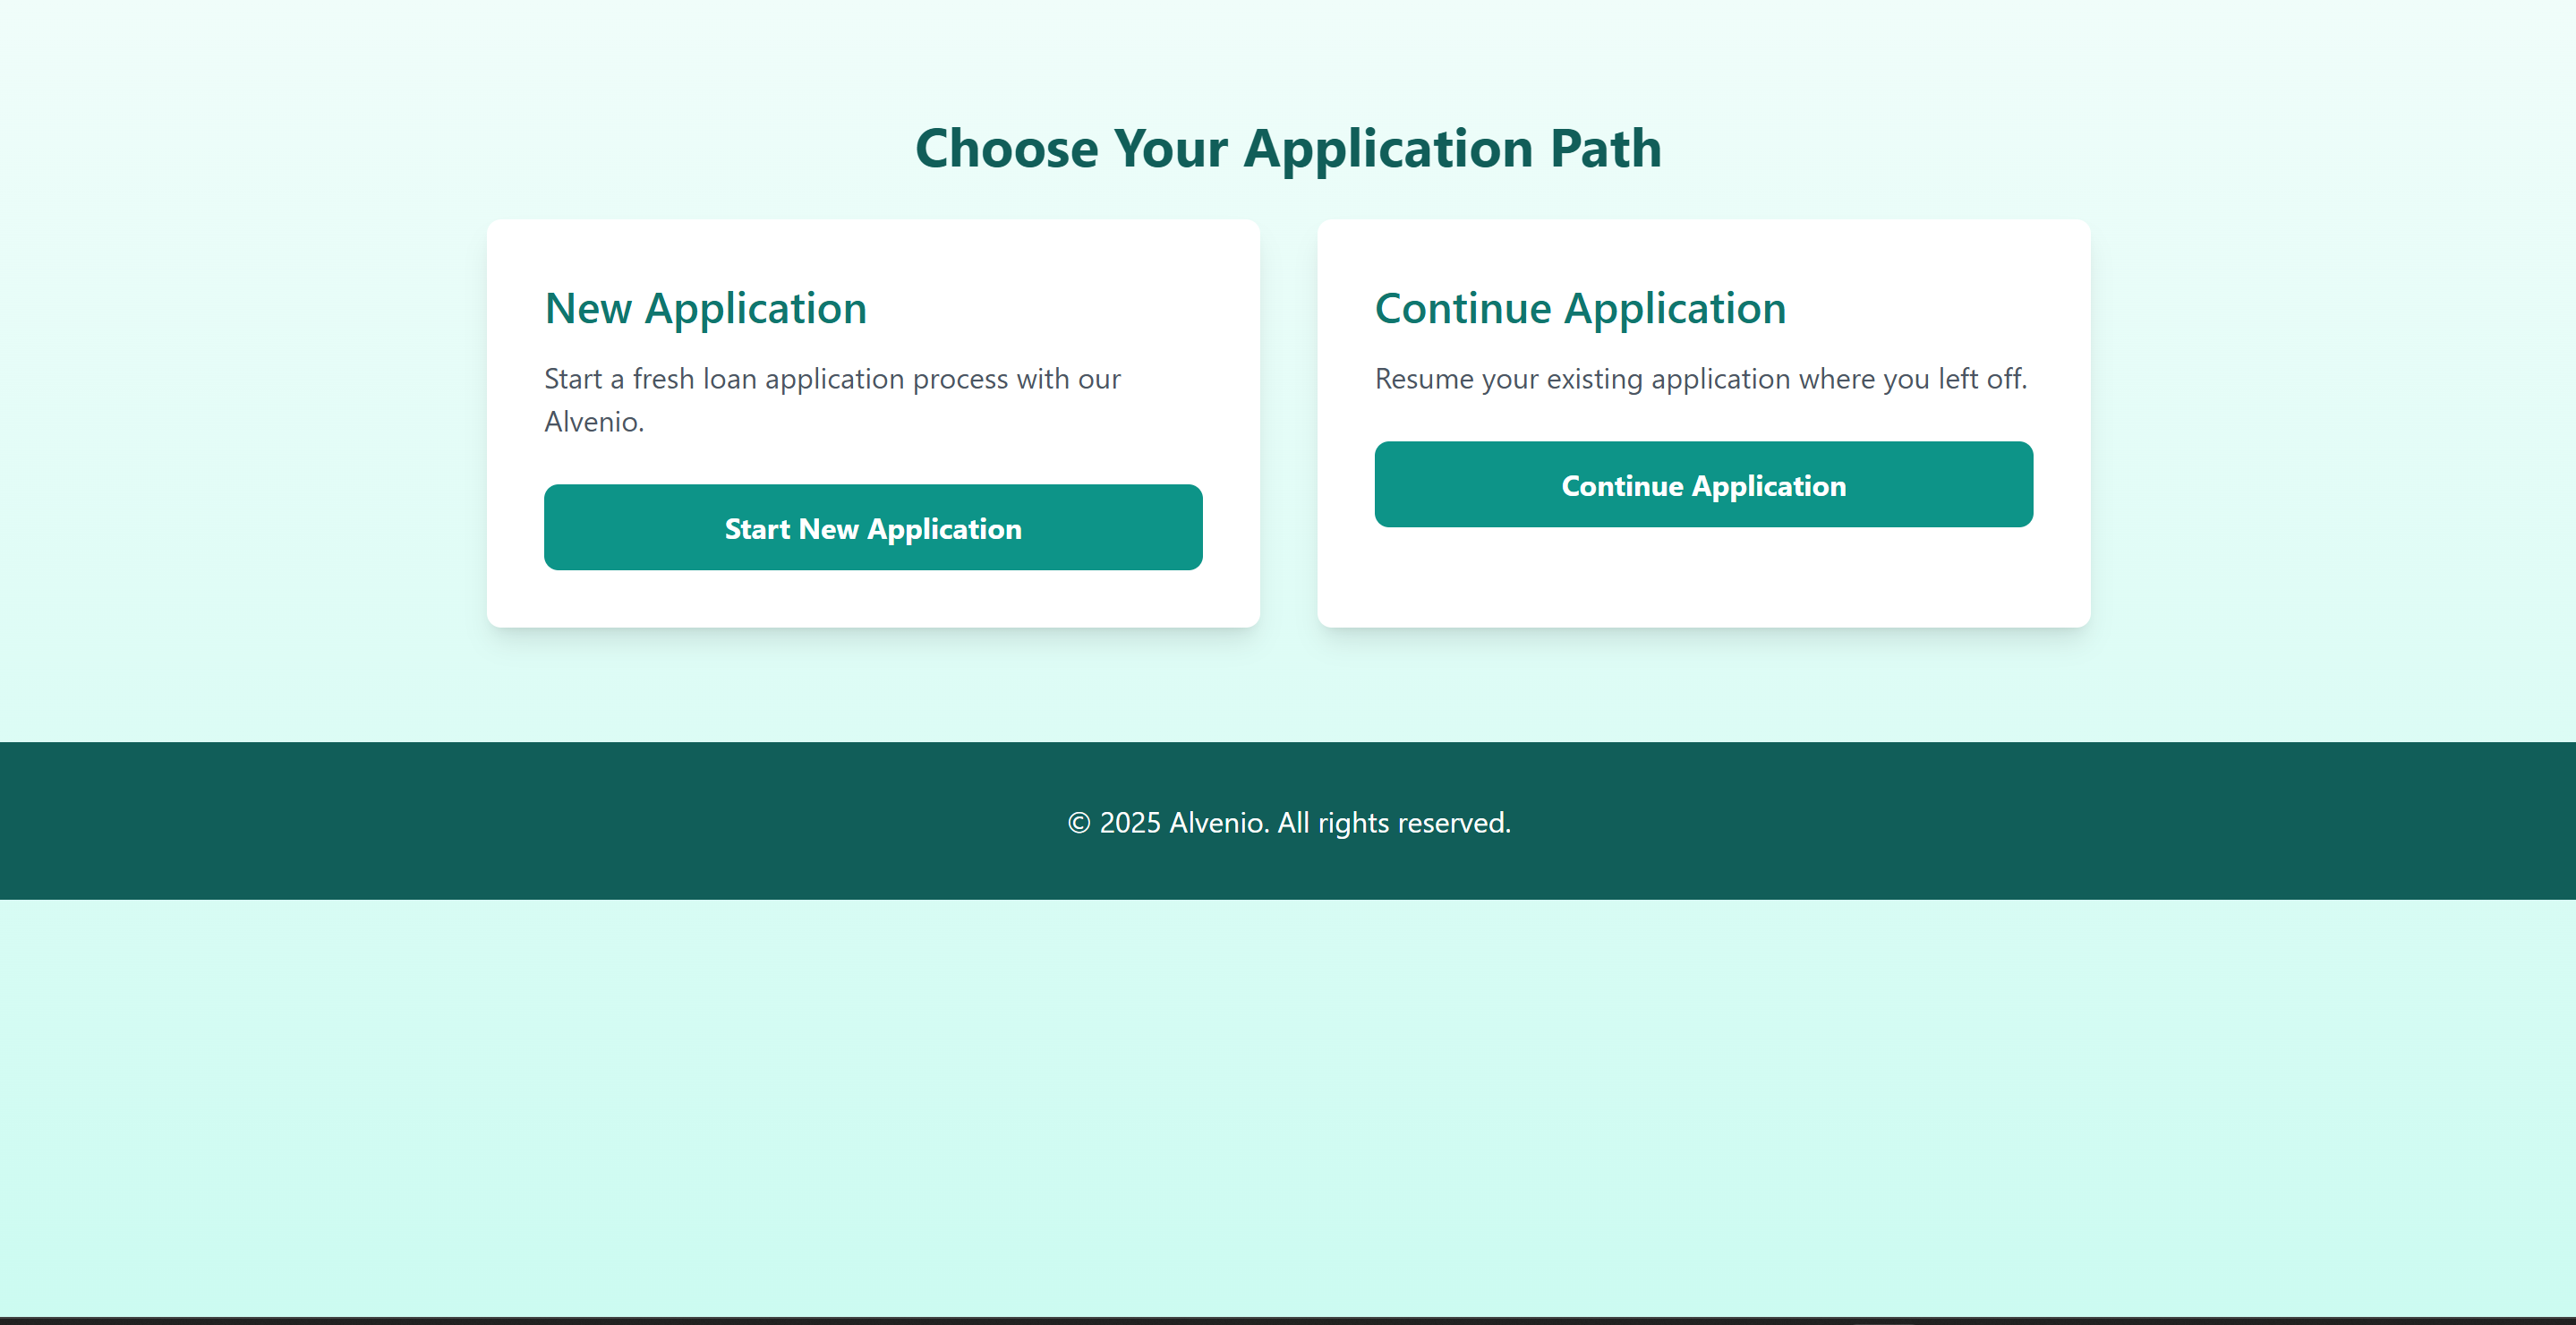 Choose Your Application Path
New Application
Start a fresh loan application process with our
Alvenio.
Start New Application
Continue Application
Resume your existing application where you left off.
Continue Application
© 2025 Alvenio. All rights reserved.